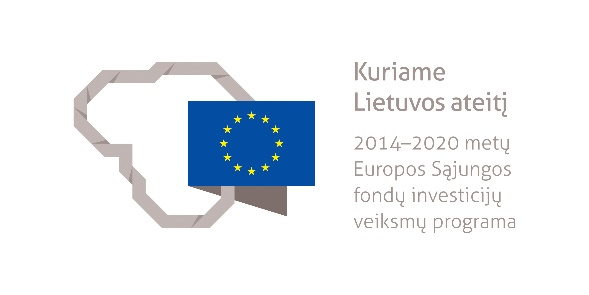 Kuriame
Lietuvos ateitį
2014–2020 metų
Europos Sąjungos
fondų investicijų
veiksmų programa